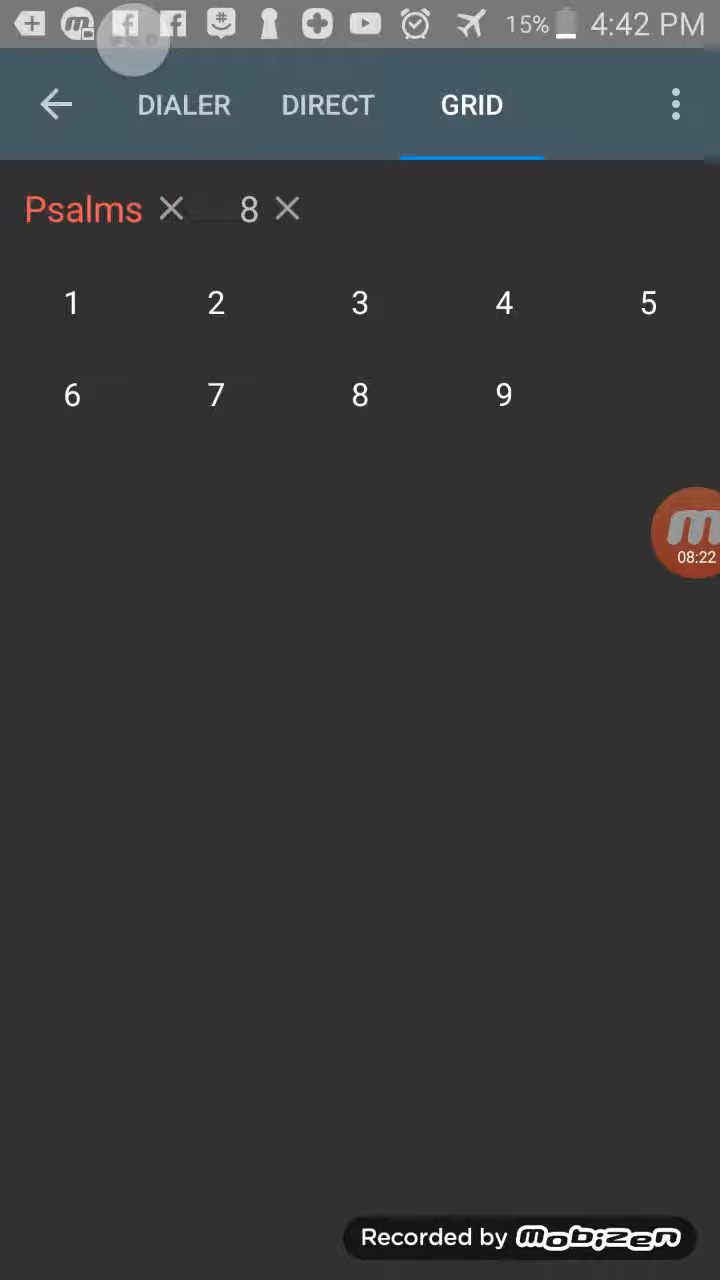 15% 4:42 PM
DIALER DIRECT GRID
Psalms 8
1 2 3 4 5
6 7 8 9
m
08:22
Recorded by mobizen